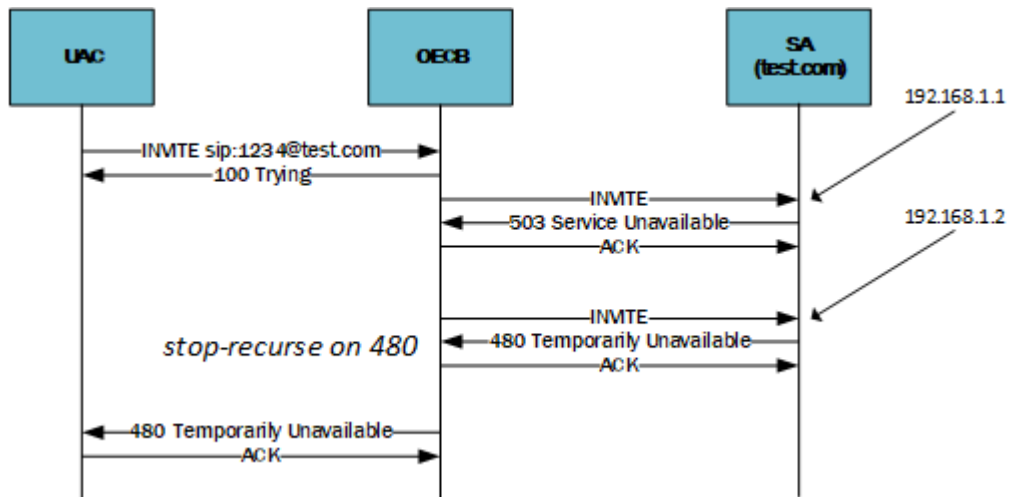 UAC
OECB
SA
(test.com)
192.168.1.1
INVITE sip:1234@test.com
100 Trying
INVITE
503 Service Unavailable
ACK
192.168.1.2
INVITE
480 Temporarily Unavailable
ACK
stop-recurse on 480
480 Temporarily Unavailable
ACK